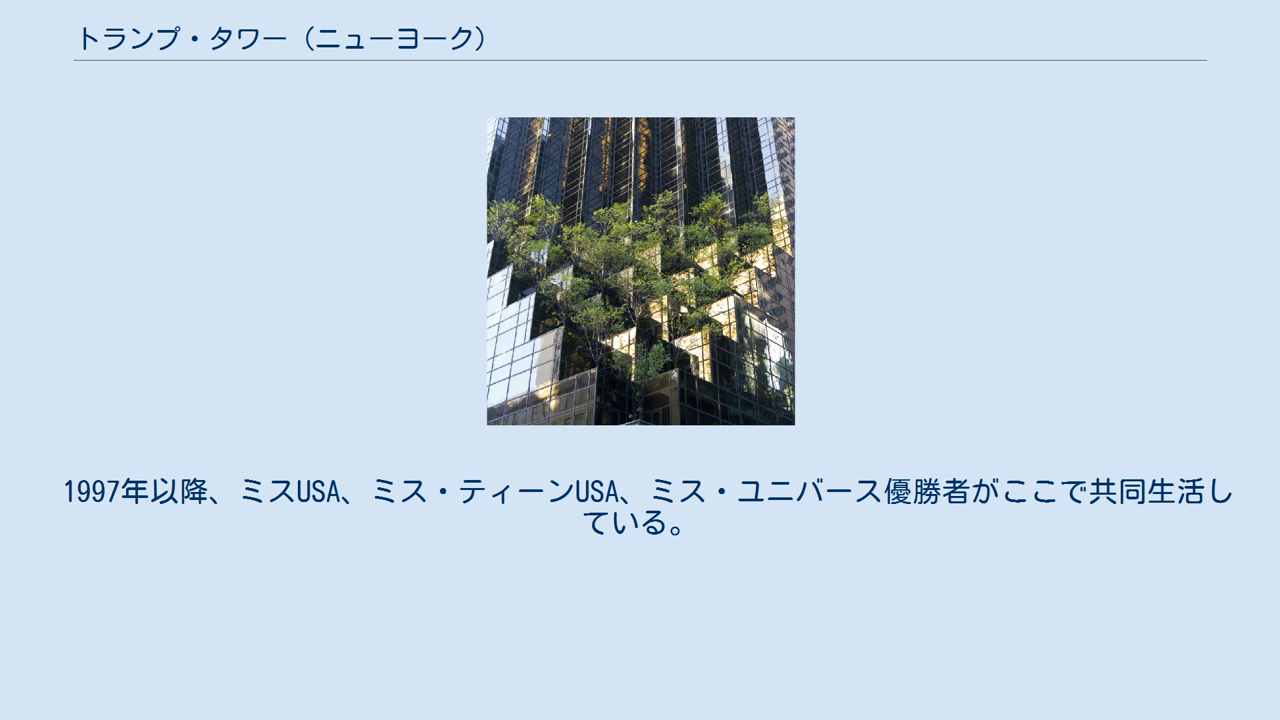 トランプ・タワー（ニューヨーク）
1997年以降、ミスUSA、ミス・ティーンUSA、ミス・ユニバース優勝者がここで共同生活し
ている。